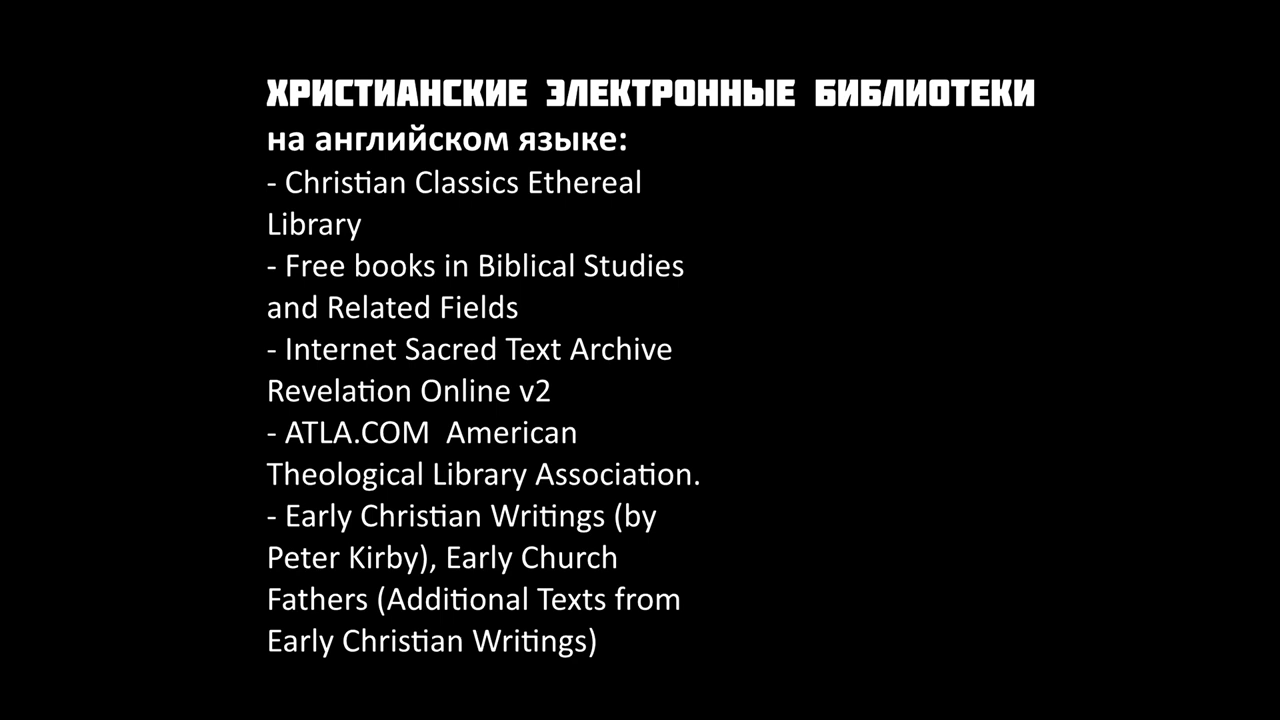 ХРИСТИАНСКИЕ ЭЛЕКТРОННЫЕ БИБЛИОТЕКИ
на английском языке:
- Christian Classics Ethereal
Library
- Free books in Biblical Studies
and Related Fields
- Internet Sacred Text Archive
Revelation Online v2
- ATLA.COM  American
Theological Library Association.
- Early Christian Writings (by
Peter Kirby), Early Church
Fathers (Additional Texts from
Early Christian Writings)